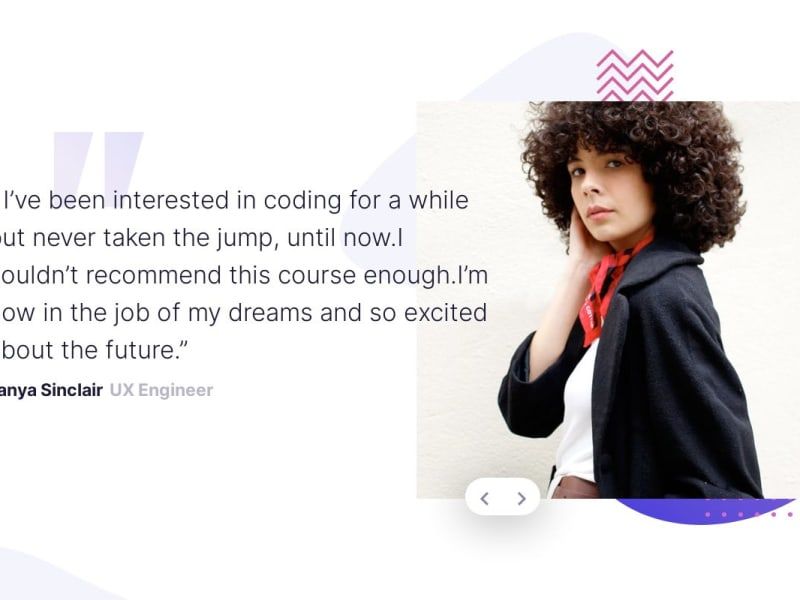 I’ve been interested in coding for a while
ut never taken the jump, until now.I
ouldn’t recommend this course enough.I’m
ow in the job of my dreams and so excited
bout the future.”
anya Sinclair UX Engineer